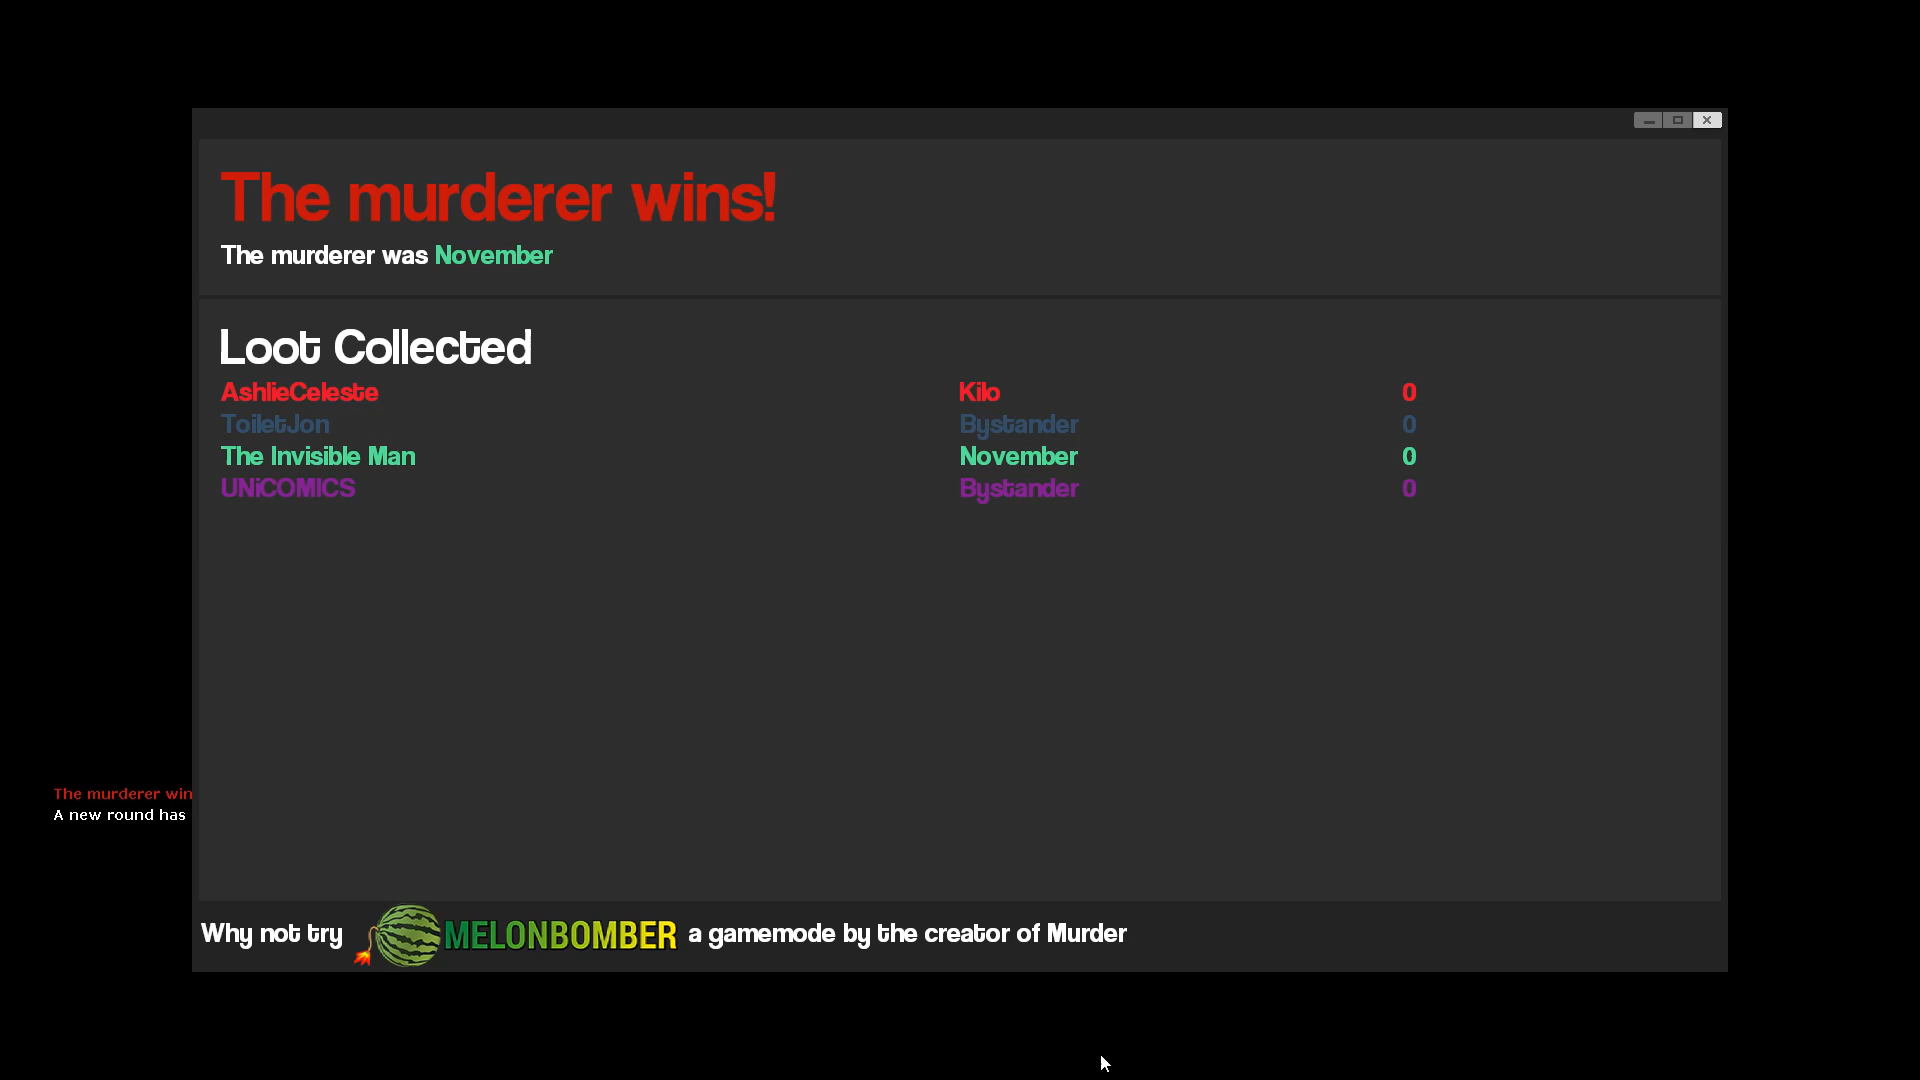 The murderer wins!
The murderer was November
Loot Collected
AshlieCeleste Kilo 0
ToiletJon Bystander 0
The Invisible Man November 0
UNiCOMICS Bystander 0
The murderer win
A new round has
Why not try MELONBOMBER a gamemode by the creator of Murder